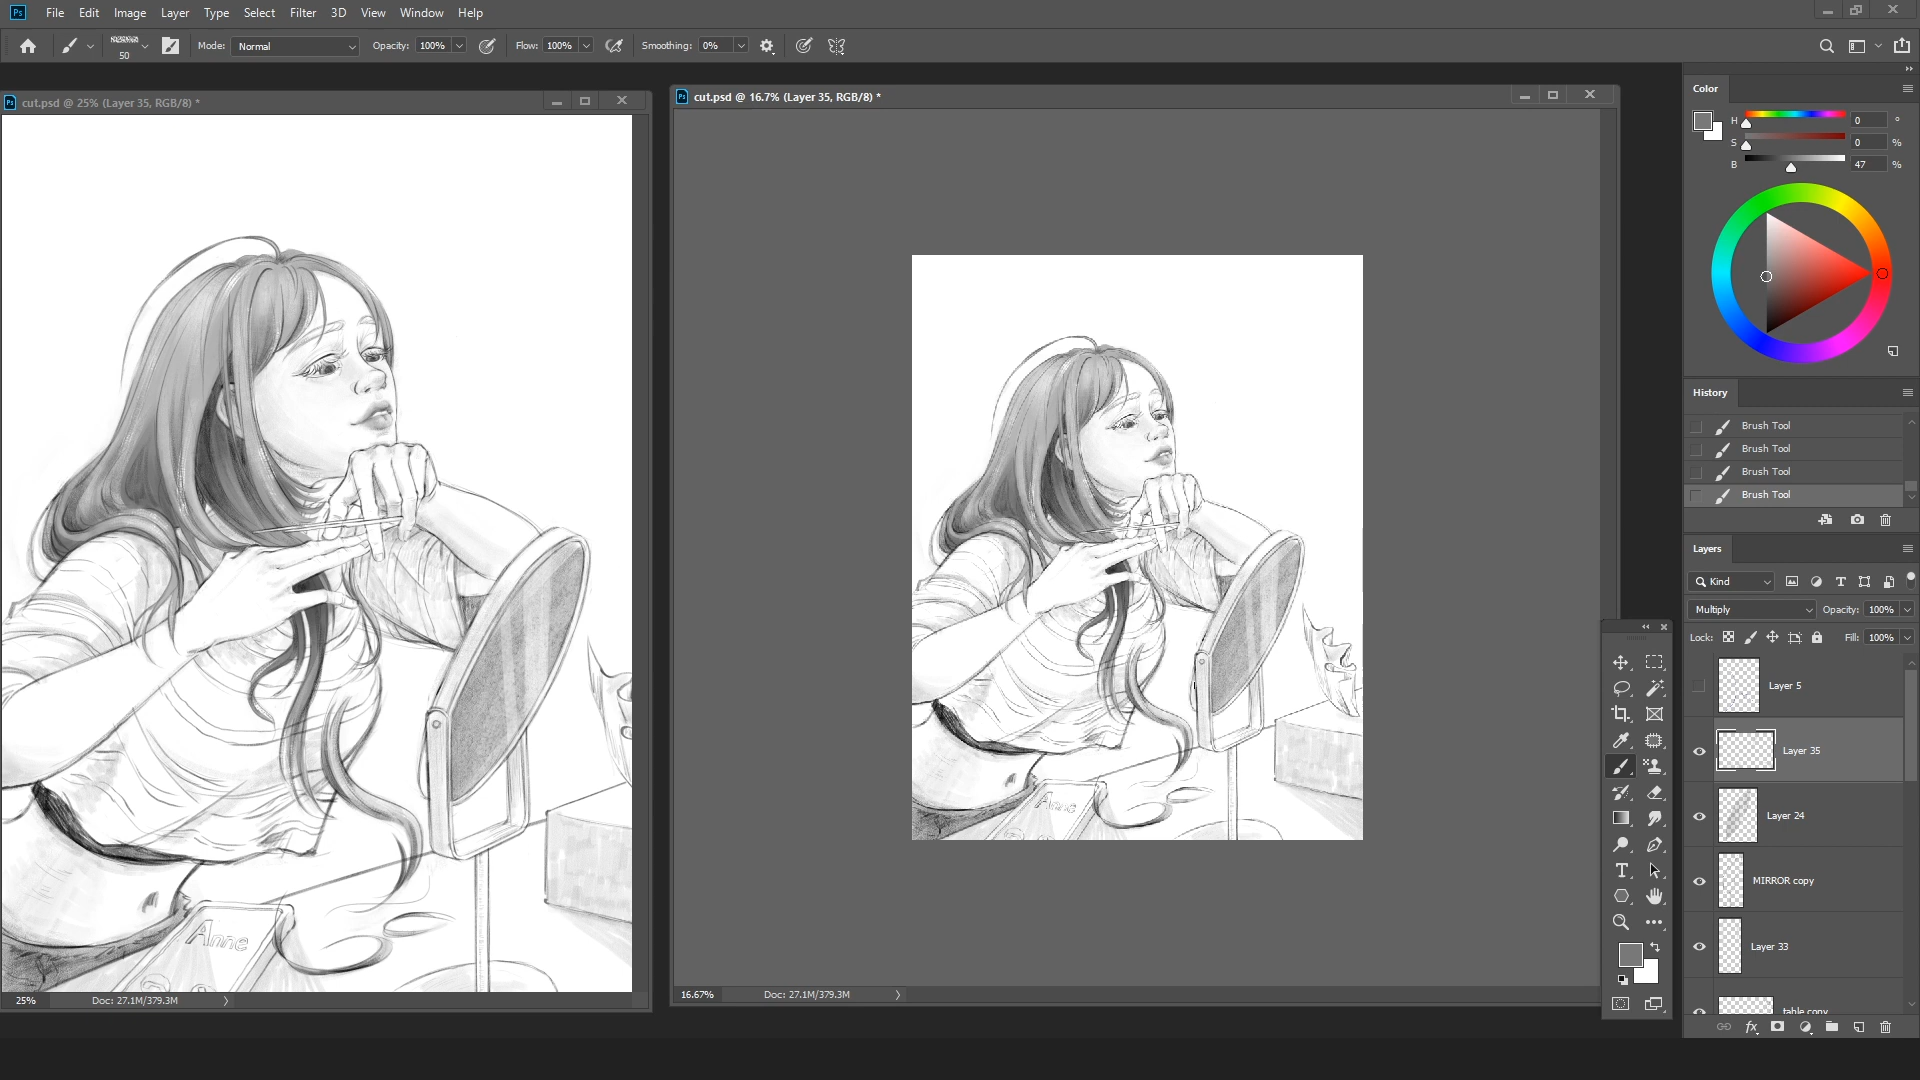 Ps File Edit Image Layer Type Select Filter 3D View Window Help
50 Mode: Normal Opacity: 100% Flow: 100% Smoothing: 0%
Ps cut.psd @ 25% (Layer 35, RGB/8) *
Anne
25% Doc: 27.1M/379.3M
Ps cut.psd @ 16.7% (Layer 35, RGB/8) *
Anne
16.67% Doc: 27.1M/379.3M
Color
H 0 °
S 0 %
B 47 %
History
Brush Tool
Brush Tool
Brush Tool
Brush Tool
Layers
Kind
Multiply Opacity: 100%
Lock: Fill: 100%
Layer 5
Layer 35
Layer 24
MIRROR copy
Layer 33
table copy
fx